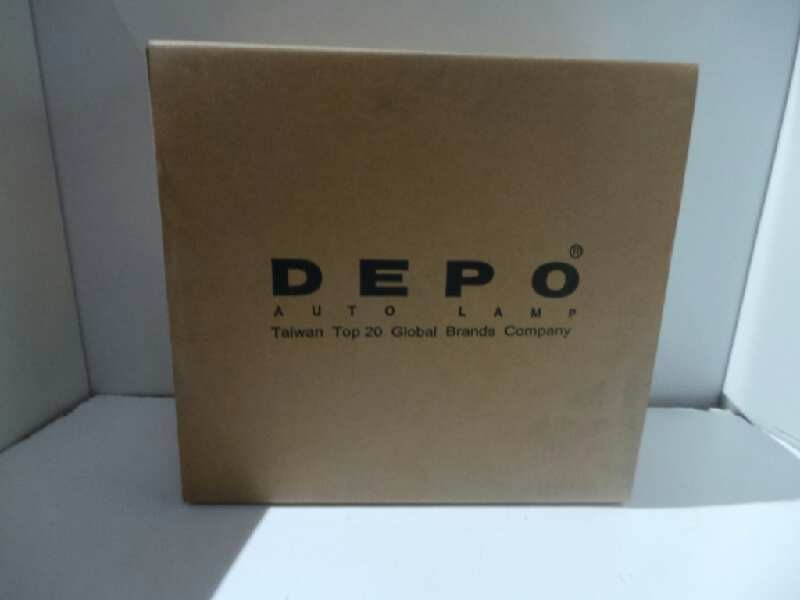 DEPO®
AUTO LAMP
Taiwan Top 20 Global Brands Company